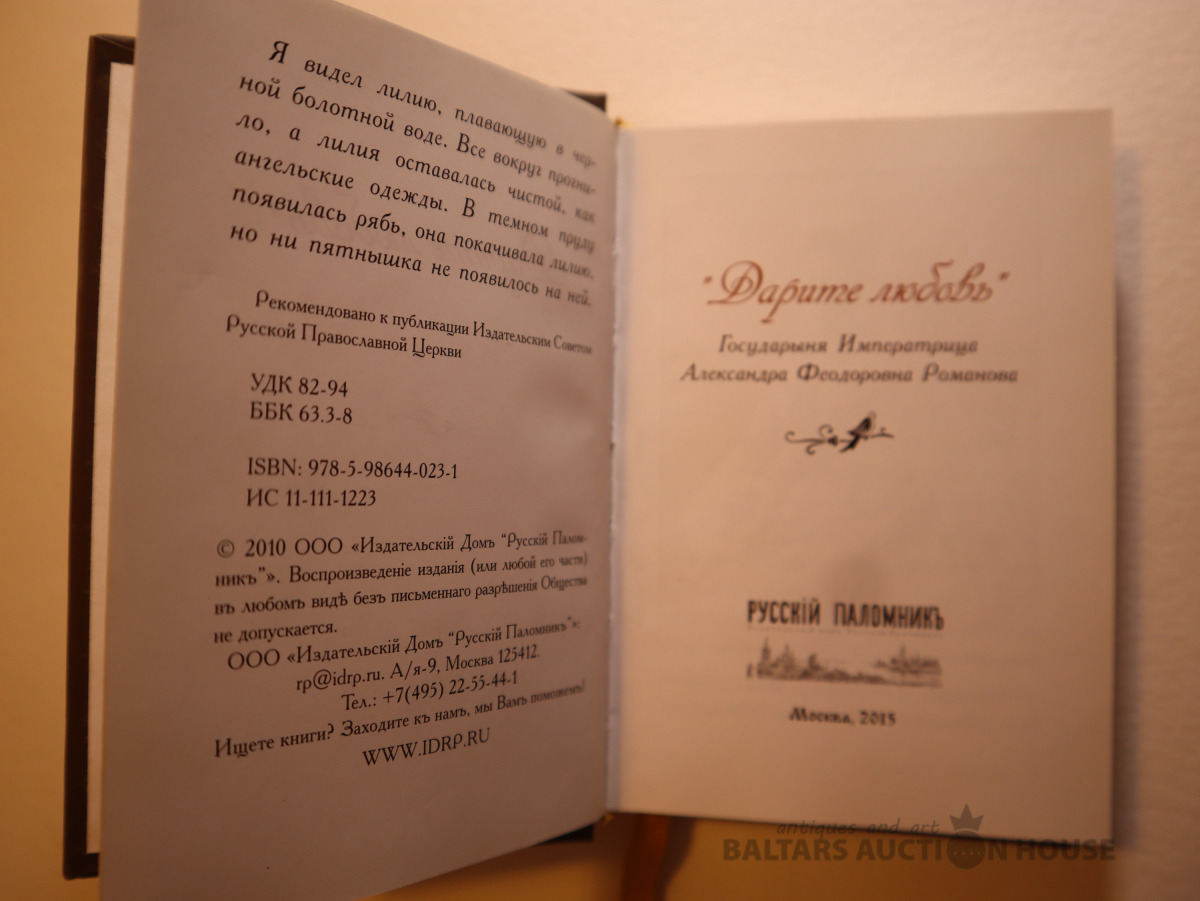 Я видел лилию, плавающую в чер-
ной болотной воде. Все вокруг прогни-
ло, а лилия оставалась чистой, как
ангельские одежды. В темном пруду
появилась рябь, она покачивала лилию,
но ни пятнышка не появилось на ней.
Рекомендовано к публикации Издательским Советом
Русской Православной Церкви
УДК 82-94
ББК 63.3-8
ISBN: 978-5-98644-023-1
ИС 11-111-1223
© 2010 ООО «Издательскій Домъ "Русскій Палом-
никъ"». Воспроизведеніе изданія (или любой его части)
въ любомъ видѣ безъ письменнаго разрѣшенія Общества
не допускается.
ООО «Издательскій Домъ "Русскій Паломникъ"»:
rp@idrp.ru. А/я-9, Москва 125412.
Тел.: +7(495) 22-55-44-1
Ищете книги? Заходите къ намъ, мы Вамъ поможемъ!
WWW.IDRP.RU
"Дарите любовь"
Государыня Императрица
Александра Феодоровна Романова
РУССКІЙ ПАЛОМНИКЪ
Москва, 2015
antiques and art
BALTARS AUCTION HOUSE